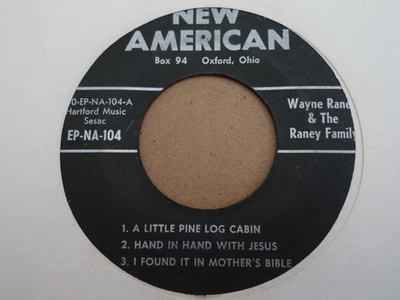 NEW
AMERICAN
Box 94 Oxford, Ohio
0-EP-NA-104-A
Hartford Music
Sesac
EP-NA-104
Wayne Rane
& The
Raney Family
1. A LITTLE PINE LOG CABIN
2. HAND IN HAND WITH JESUS
3. I FOUND IT IN MOTHER'S BIBLE